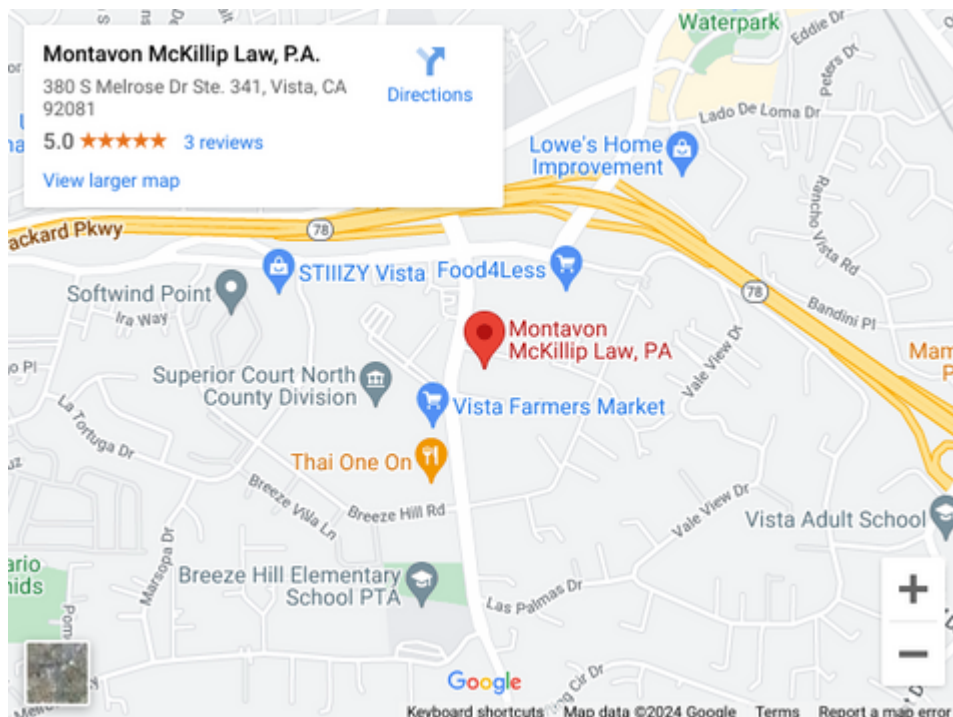 Montavon McKillip Law, P.A.
380 S Melrose Dr Ste. 341, Vista, CA
92081
5.0
3 reviews
View larger map
Directions
Waterpark
Eddie Dr
Peters Dr
Lado De Loma Dr
Lowe's Home
Improvement
Rancho Vista Rd
ackard Pkwy
78
STIIIZY Vista
Food4Less
Softwind Point
Ira Way
78
Bandini Pl
Montavon
McKillip Law, PA
Vale View Dr
Mam
P
Superior Court North
County Division
Vista Farmers Market
La Tortuga Dr
Thai One On
Breeze Villa Ln
Breeze Hill Rd
Vale View Dr
Vista Adult School
Marsopa Dr
Breeze Hill Elementary
School PTA
Las Palmas Dr
ario
nids
Google
Keyboard shortcuts
Map data ©2024 Google
Terms
Report a map error